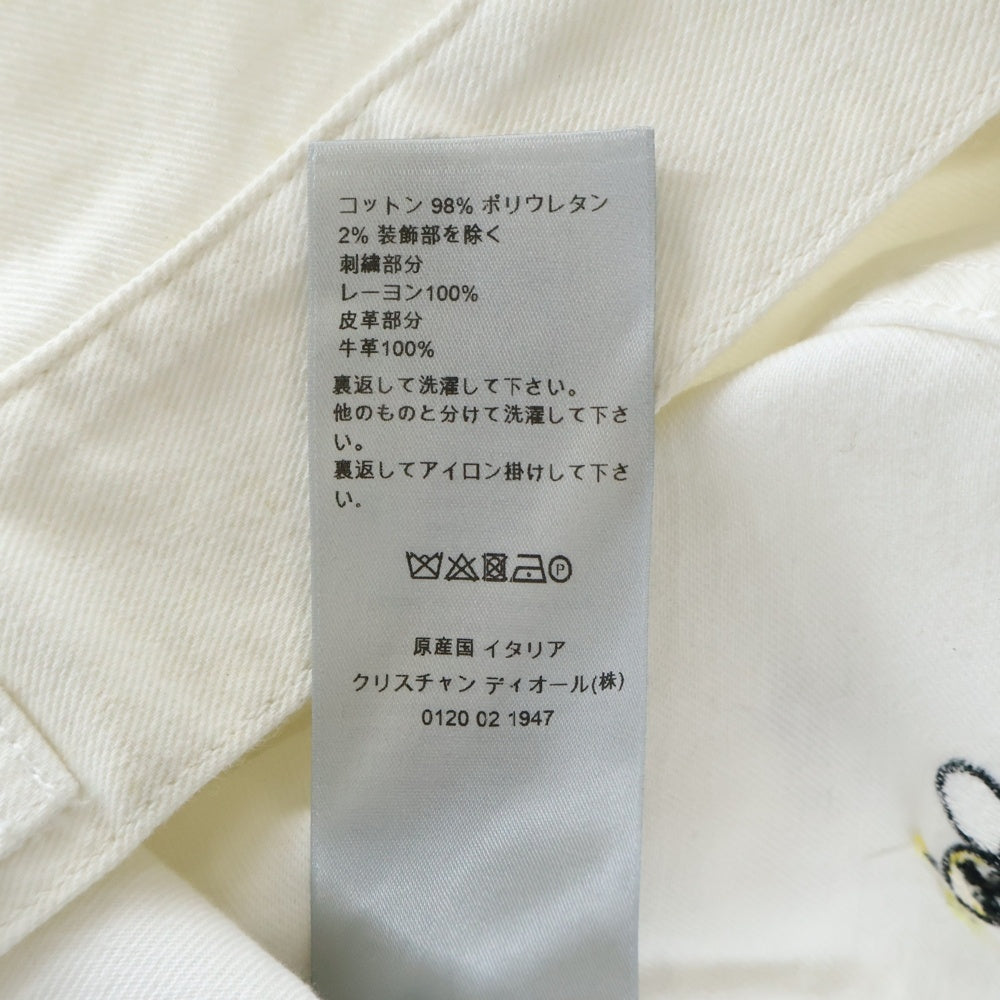 コットン 98% ポリウレタン
2% 装飾部を除く
刺繍部分
レーヨン100%
皮革部分
牛革100%
裏返して洗濯して下さい。
他のものと分けて洗濯して下さ
い。
裏返してアイロン掛けして下さ
い。
P
原産国 イタリア
クリスチャン ディオール(株)
0120 02 1947